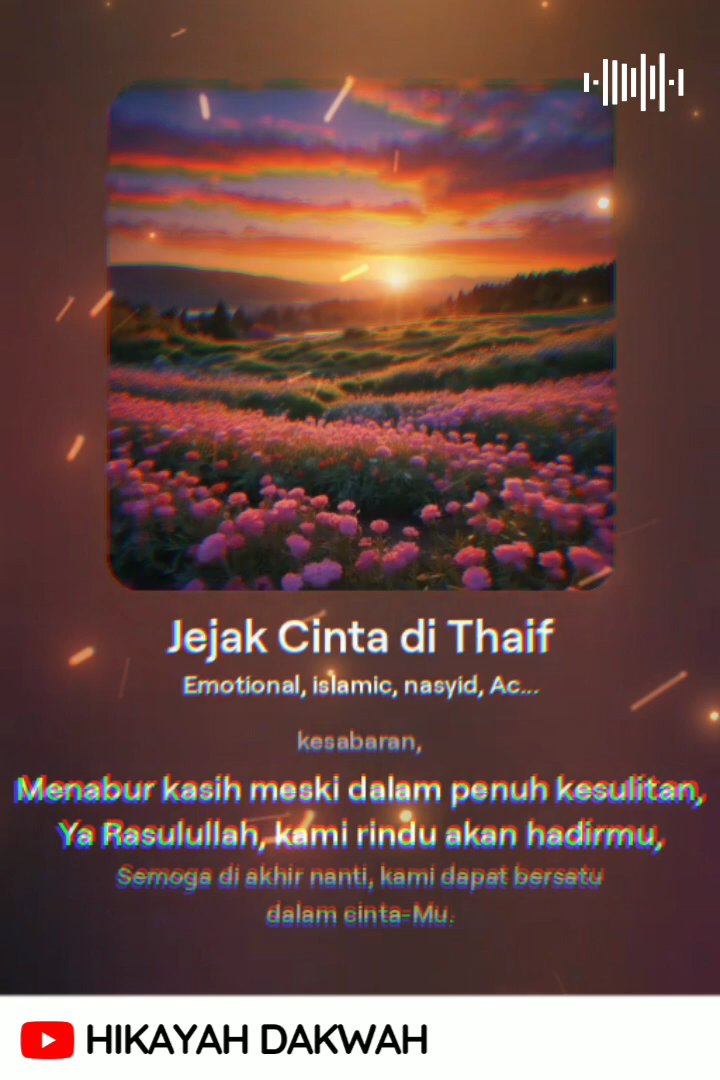 Jejak Cinta di Thaif
Emotional, islamic, nasyid, Ac...
kesabaran,
Menabur kasih meski dalam penuh kesulitan,
Ya Rasulullah, kami rindu akan hadirmu,
Semoga di akhir nanti, kami dapat bersatu
dalam cinta-Mu.
HIKAYAH DAKWAH